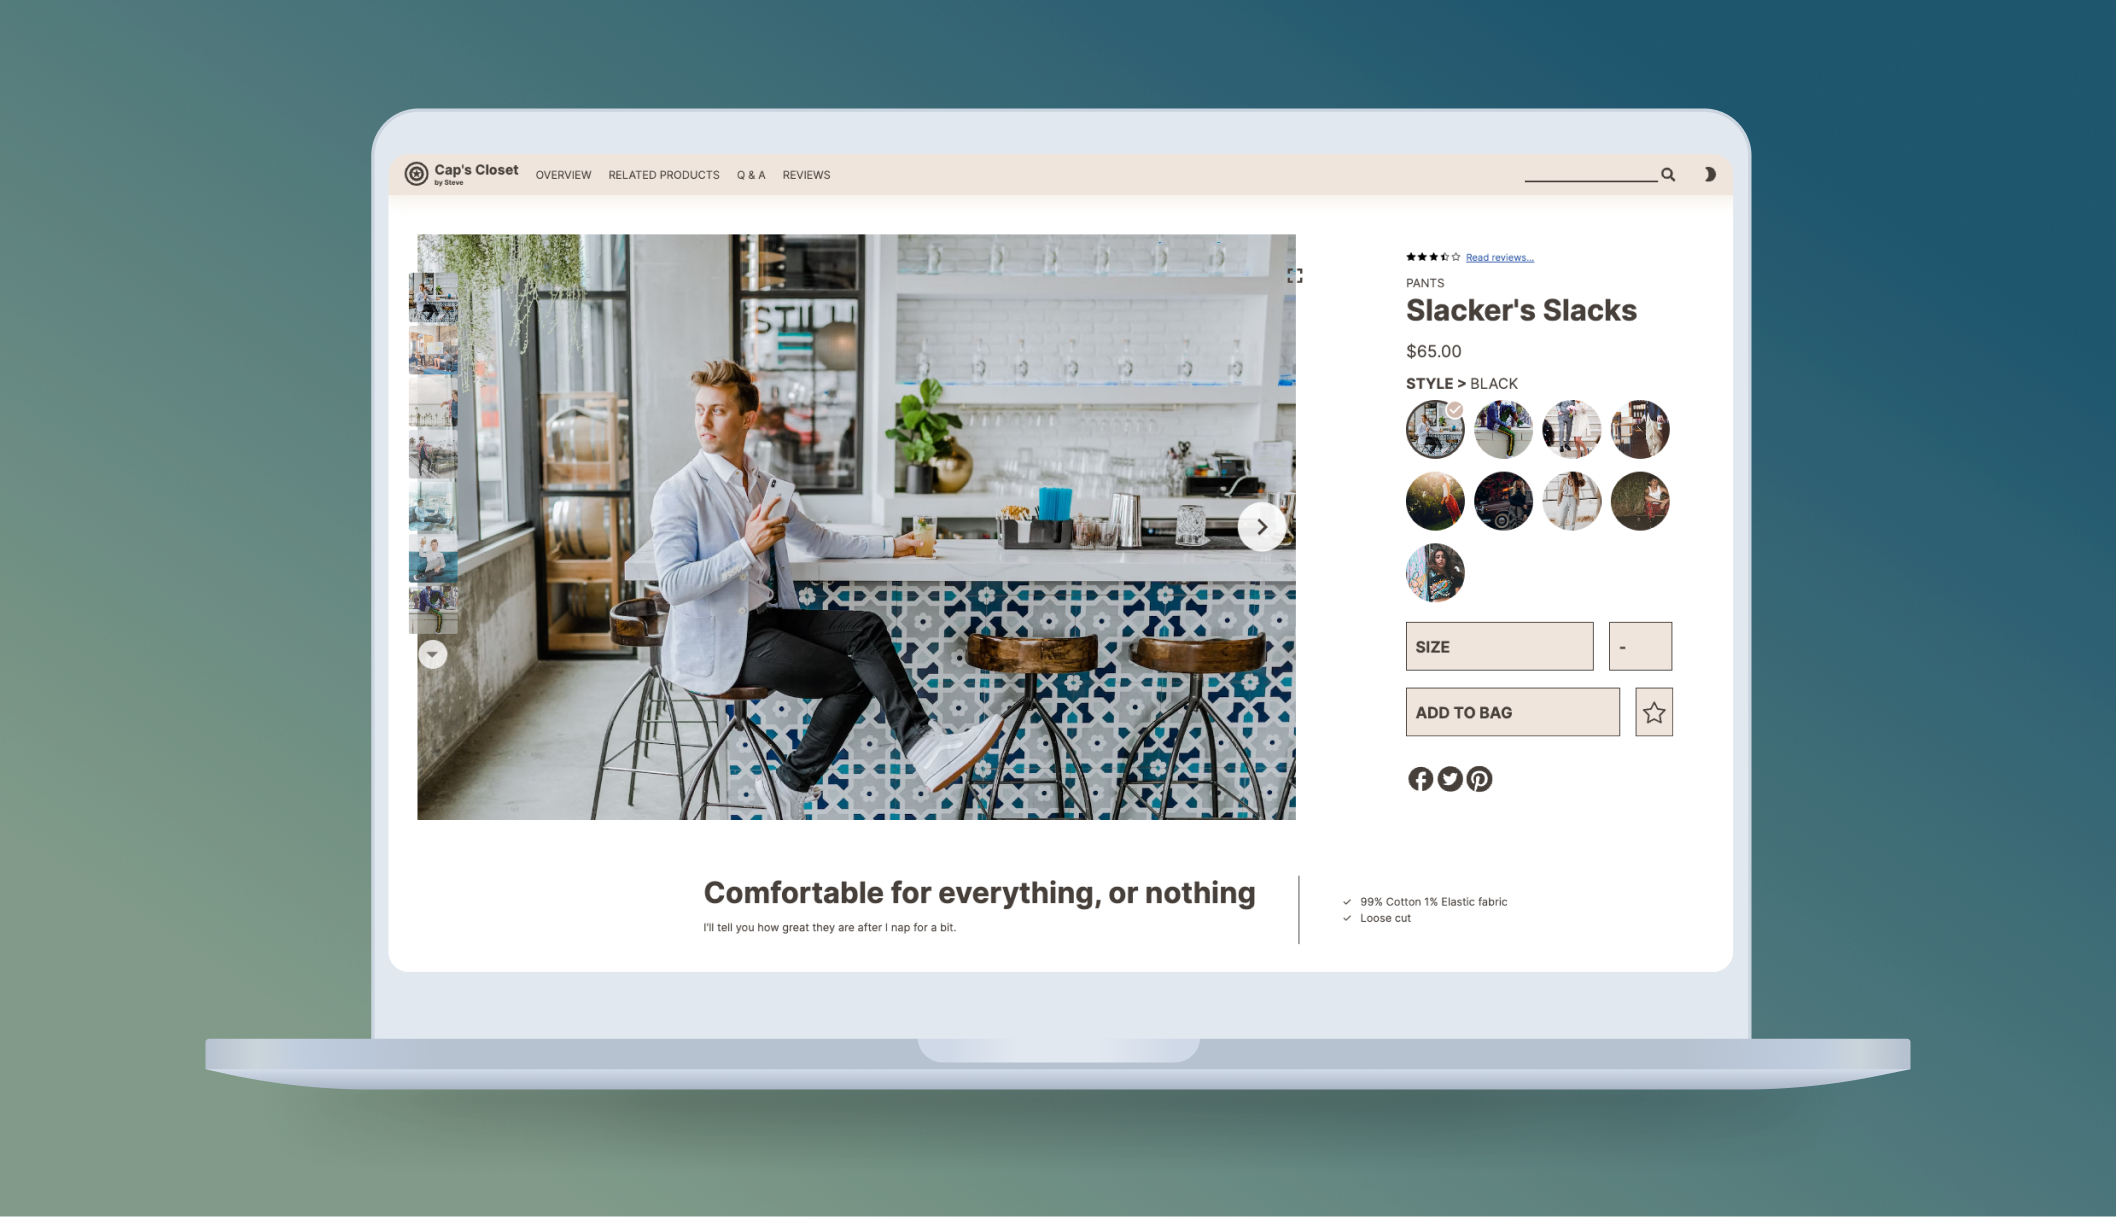 Cap's Closet
by Steve
OVERVIEW
RELATED PRODUCTS
Q & A
REVIEWS
STILL
Read reviews...
PANTS
Slacker's Slacks
$65.00
STYLE > BLACK
SIZE
-
ADD TO BAG
Comfortable for everything, or nothing
I'll tell you how great they are after I nap for a bit.
99% Cotton 1% Elastic fabric
Loose cut